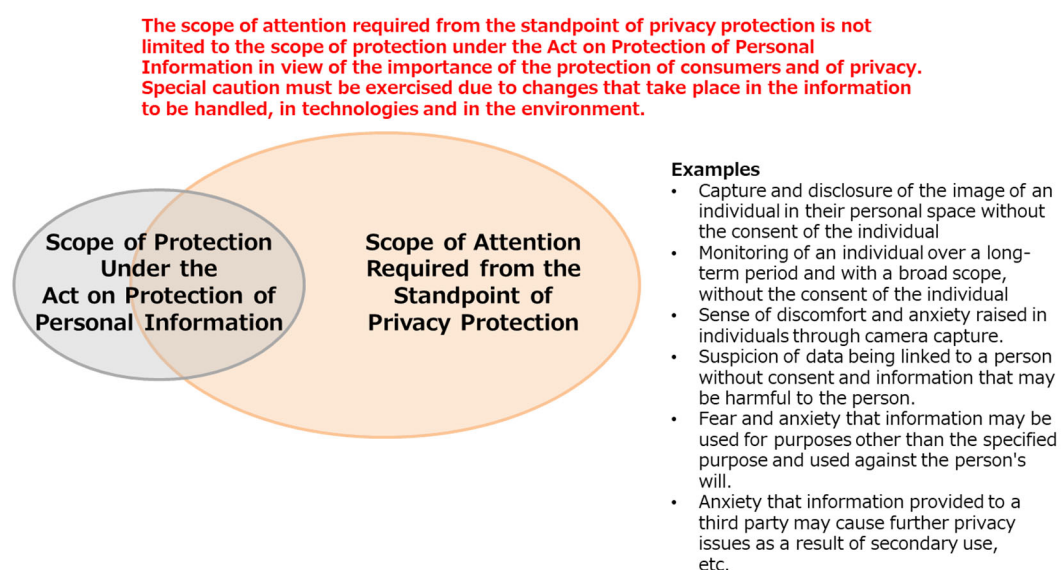 The scope of attention required from the standpoint of privacy protection is not
limited to the scope of protection under the Act on Protection of Personal
Information in view of the importance of the protection of consumers and of privacy.
Special caution must be exercised due to changes that take place in the information
to be handled, in technologies and in the environment.
Scope of Protection
Under the
Act on Protection of
Personal Information
Scope of Attention
Required from the
Standpoint of
Privacy Protection
Examples
• Capture and disclosure of the image of an
individual in their personal space without
the consent of the individual
• Monitoring of an individual over a long-
term period and with a broad scope,
without the consent of the individual
• Sense of discomfort and anxiety raised in
individuals through camera capture.
• Suspicion of data being linked to a person
without consent and information that may
be harmful to the person.
• Fear and anxiety that information may be
used for purposes other than the specified
purpose and used against the person's
will.
• Anxiety that information provided to a
third party may cause further privacy
issues as a result of secondary use,
etc.